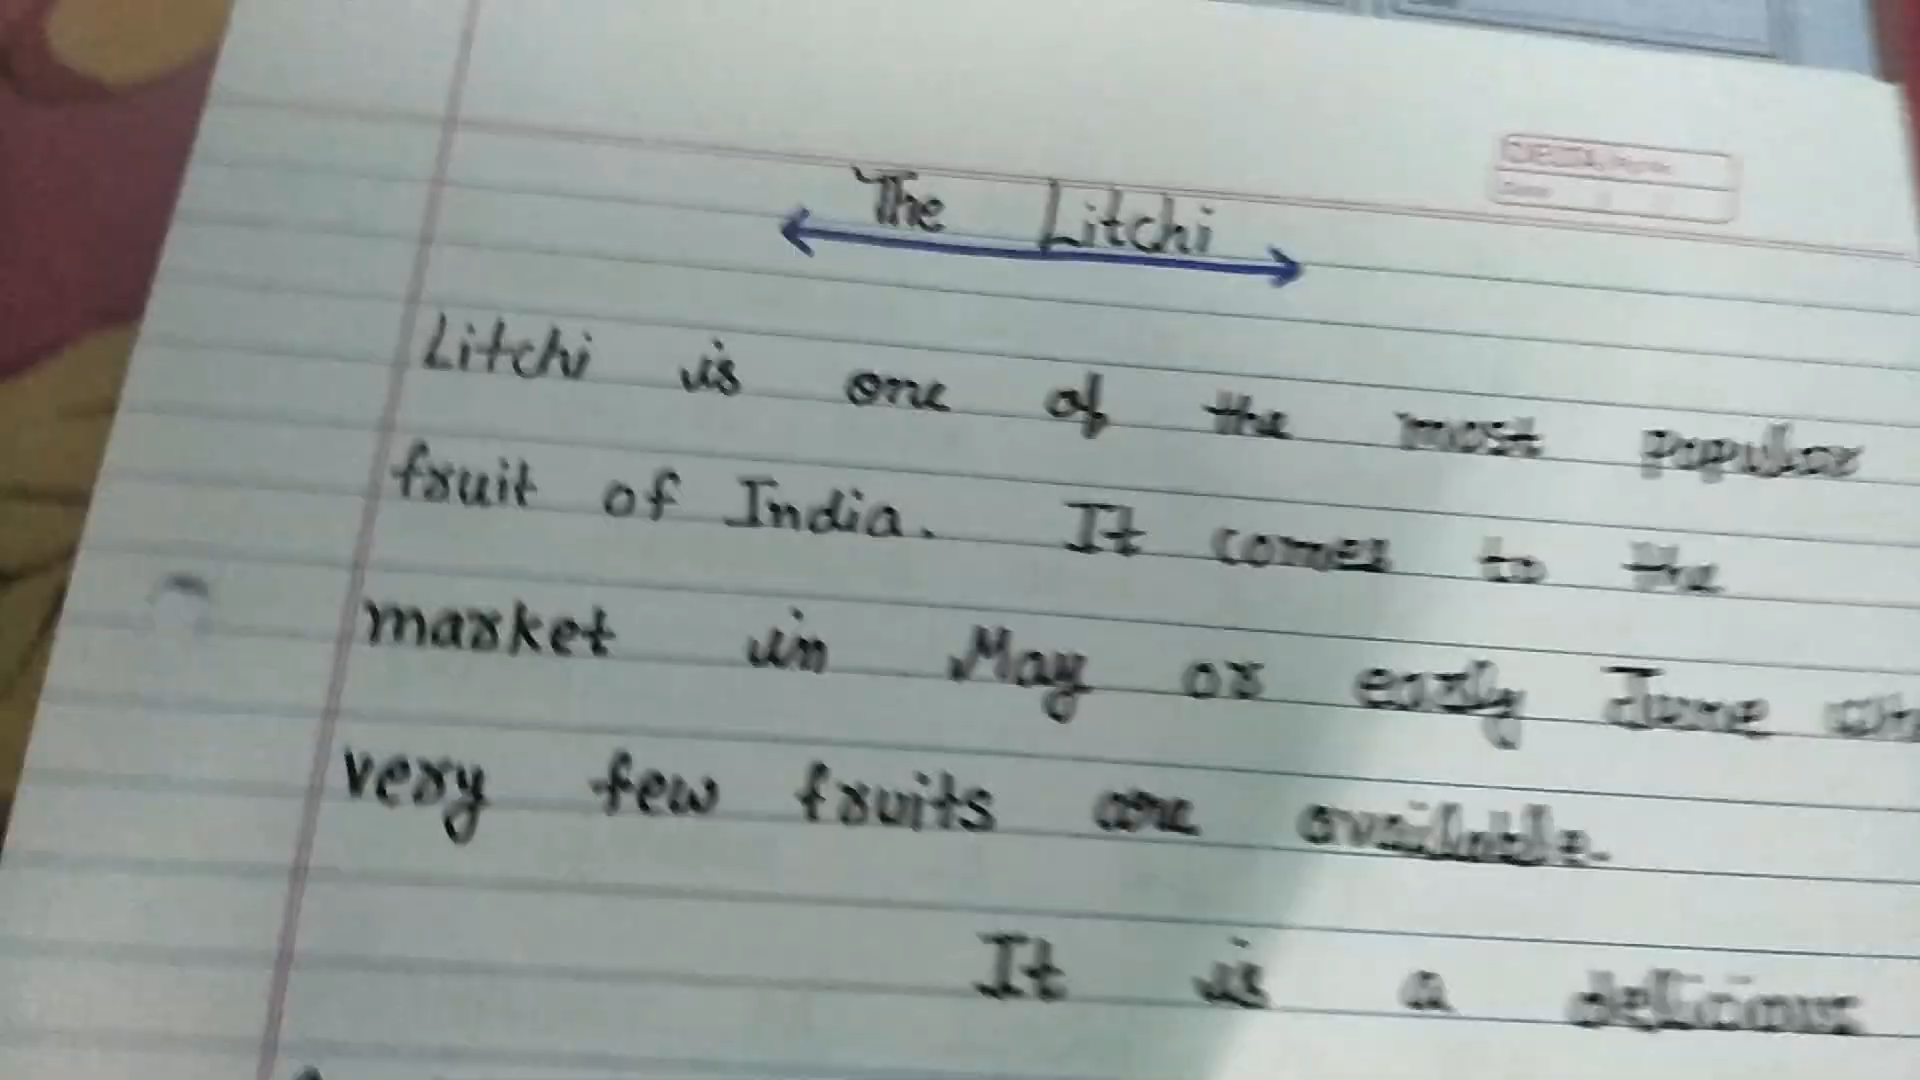 The Litchi
Litchi is one of the most popular
fruit of India. It comes to the
market in May or early June
very few fruits are available.
It is a delicious